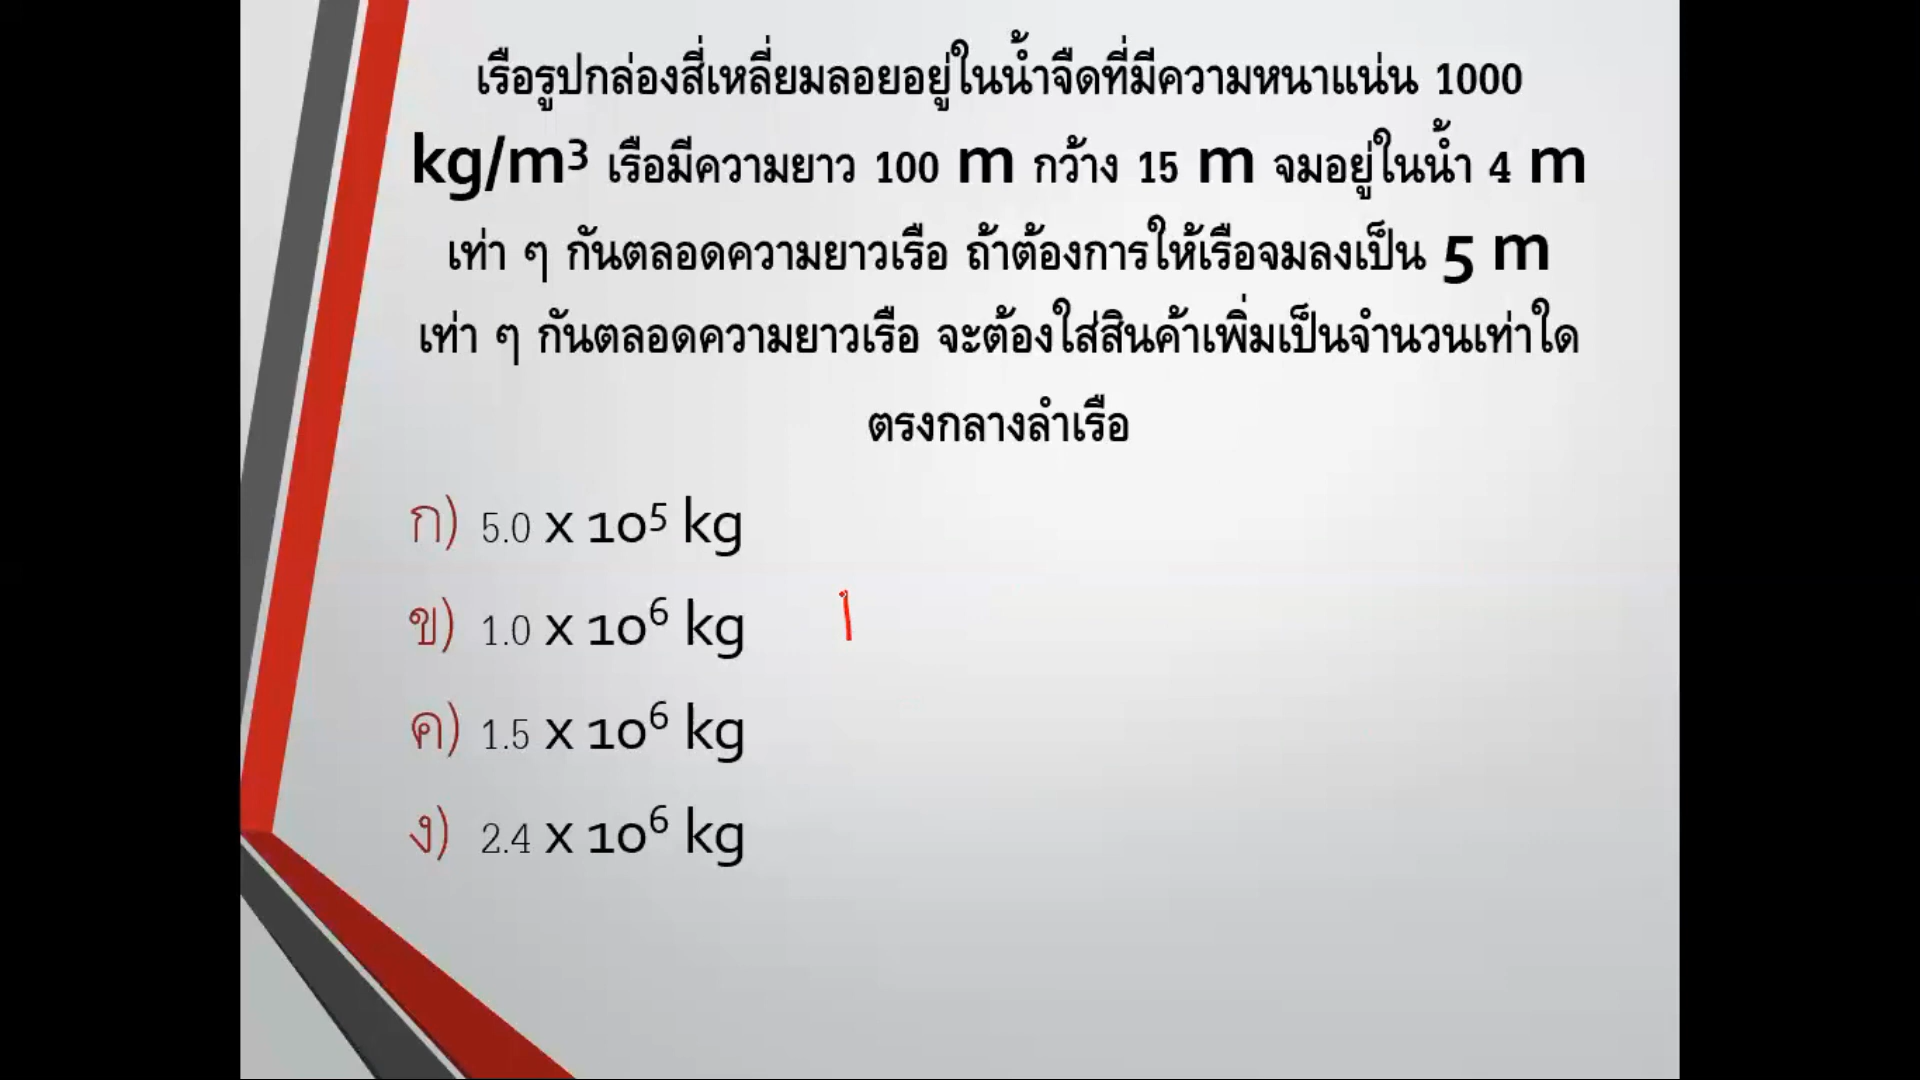 เรือรูปกล่องสี่เหลี่ยมลอยอยู่ในน้ำจืดที่มีความหนาแน่น 1000
kg/m³ เรือมีความยาว 100 m กว้าง 15 m จมอยู่ในน้ำ 4 m
เท่า ๆ กันตลอดความยาวเรือ ถ้าต้องการให้เรือจมลงเป็น 5 m
เท่า ๆ กันตลอดความยาวเรือ จะต้องใส่สินค้าเพิ่มเป็นจำนวนเท่าใด
ตรงกลางลำเรือ
ก) 5.0 x 10⁵ kg
ข) 1.0 x 10⁶ kg
ค) 1.5 x 10⁶ kg
ง) 2.4 x 10⁶ kg